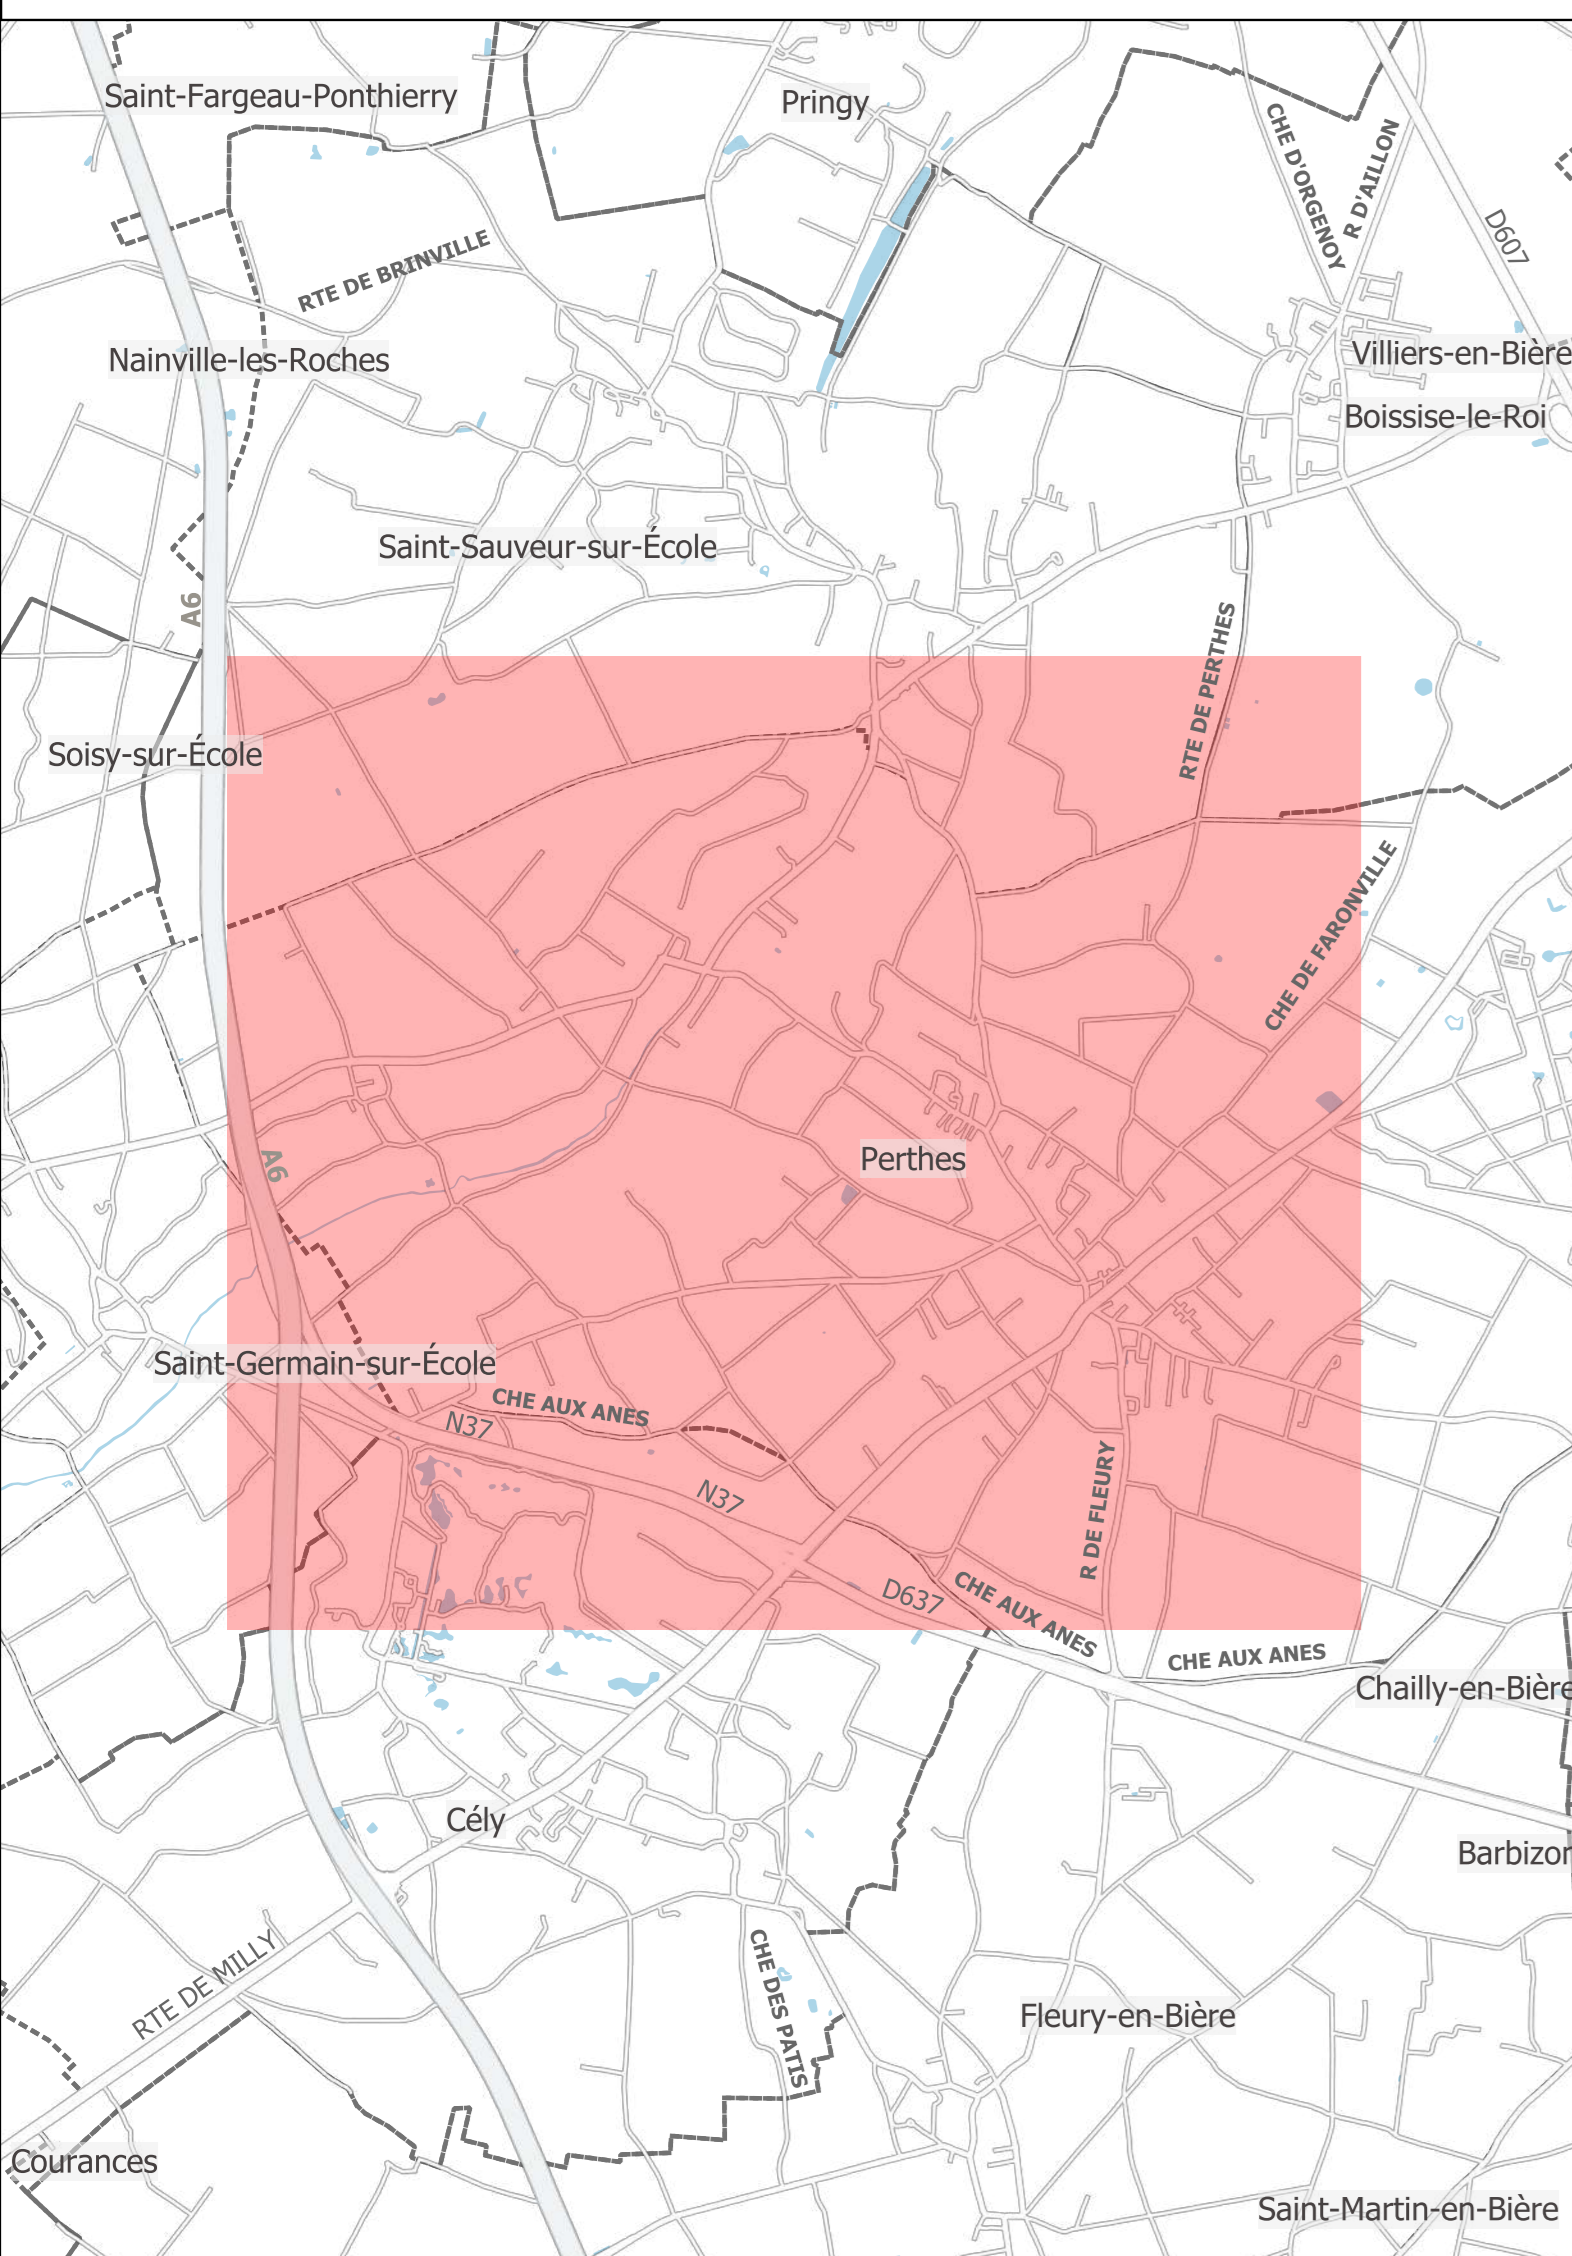 Saint-Fargeau-Ponthierry
Pringy
CHE D'ORGENOY
R D'AILLON
D607
RTE DE BRINVILLE
Nainville-les-Roches
Villiers-en-Bière
Boissise-le-Roi
Saint-Sauveur-sur-École
A6
RTE DE PERTHES
Soisy-sur-École
CHE DE FARONVILLE
A6
Perthes
Saint-Germain-sur-École
CHE AUX ANES
N37
N37
R DE FLEURY
D637
CHE AUX ANES
CHE AUX ANES
Chailly-en-Bière
Cély
Barbizon
RTE DE MILLY
CHE DES PATIS
Fleury-en-Bière
Courances
Saint-Martin-en-Bière